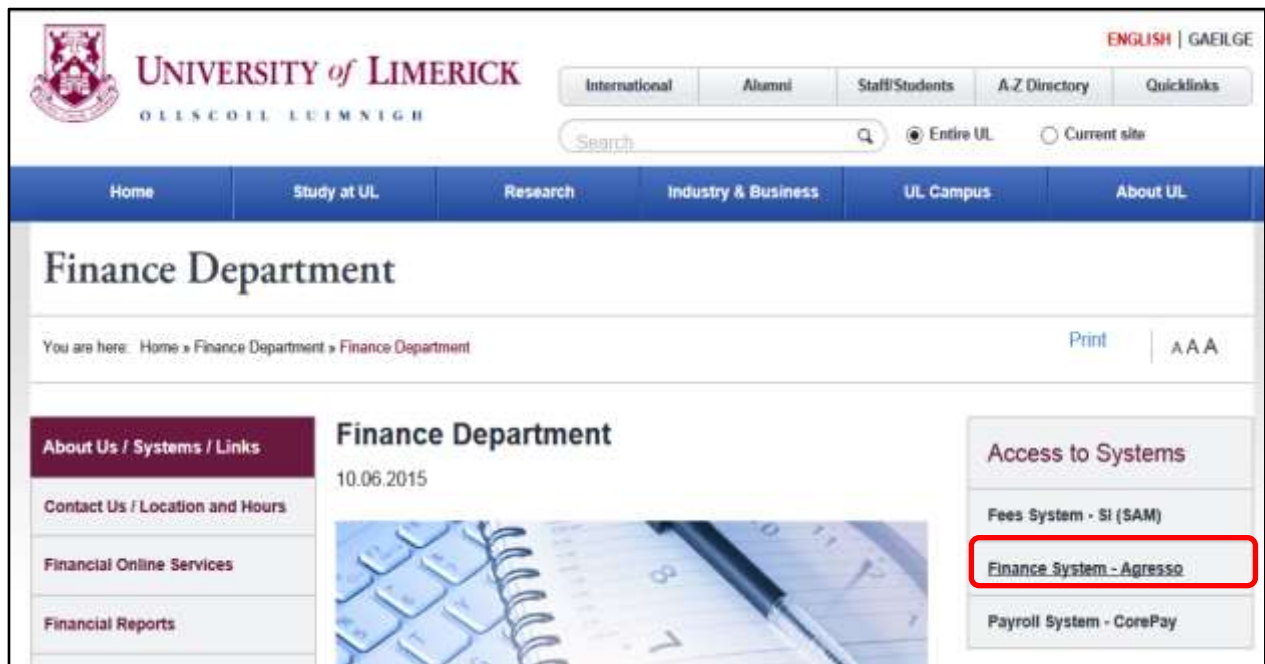 ENGLISH | GAEILGE
UNIVERSITY of LIMERICK
OLLSCOIL LUIMNIGH
International Alumni Staff/Students A-Z Directory Quicklinks
Search Entire UL Current site
Home Study at UL Research Industry & Business UL Campus About UL
Finance Department
You are here: Home » Finance Department » Finance Department Print A A A
About Us / Systems / Links
Contact Us / Location and Hours
Financial Online Services
Financial Reports
Finance Department
10.06.2015
Access to Systems
Fees System - SI (SAM)
Finance System - Agresso
Payroll System - CorePay